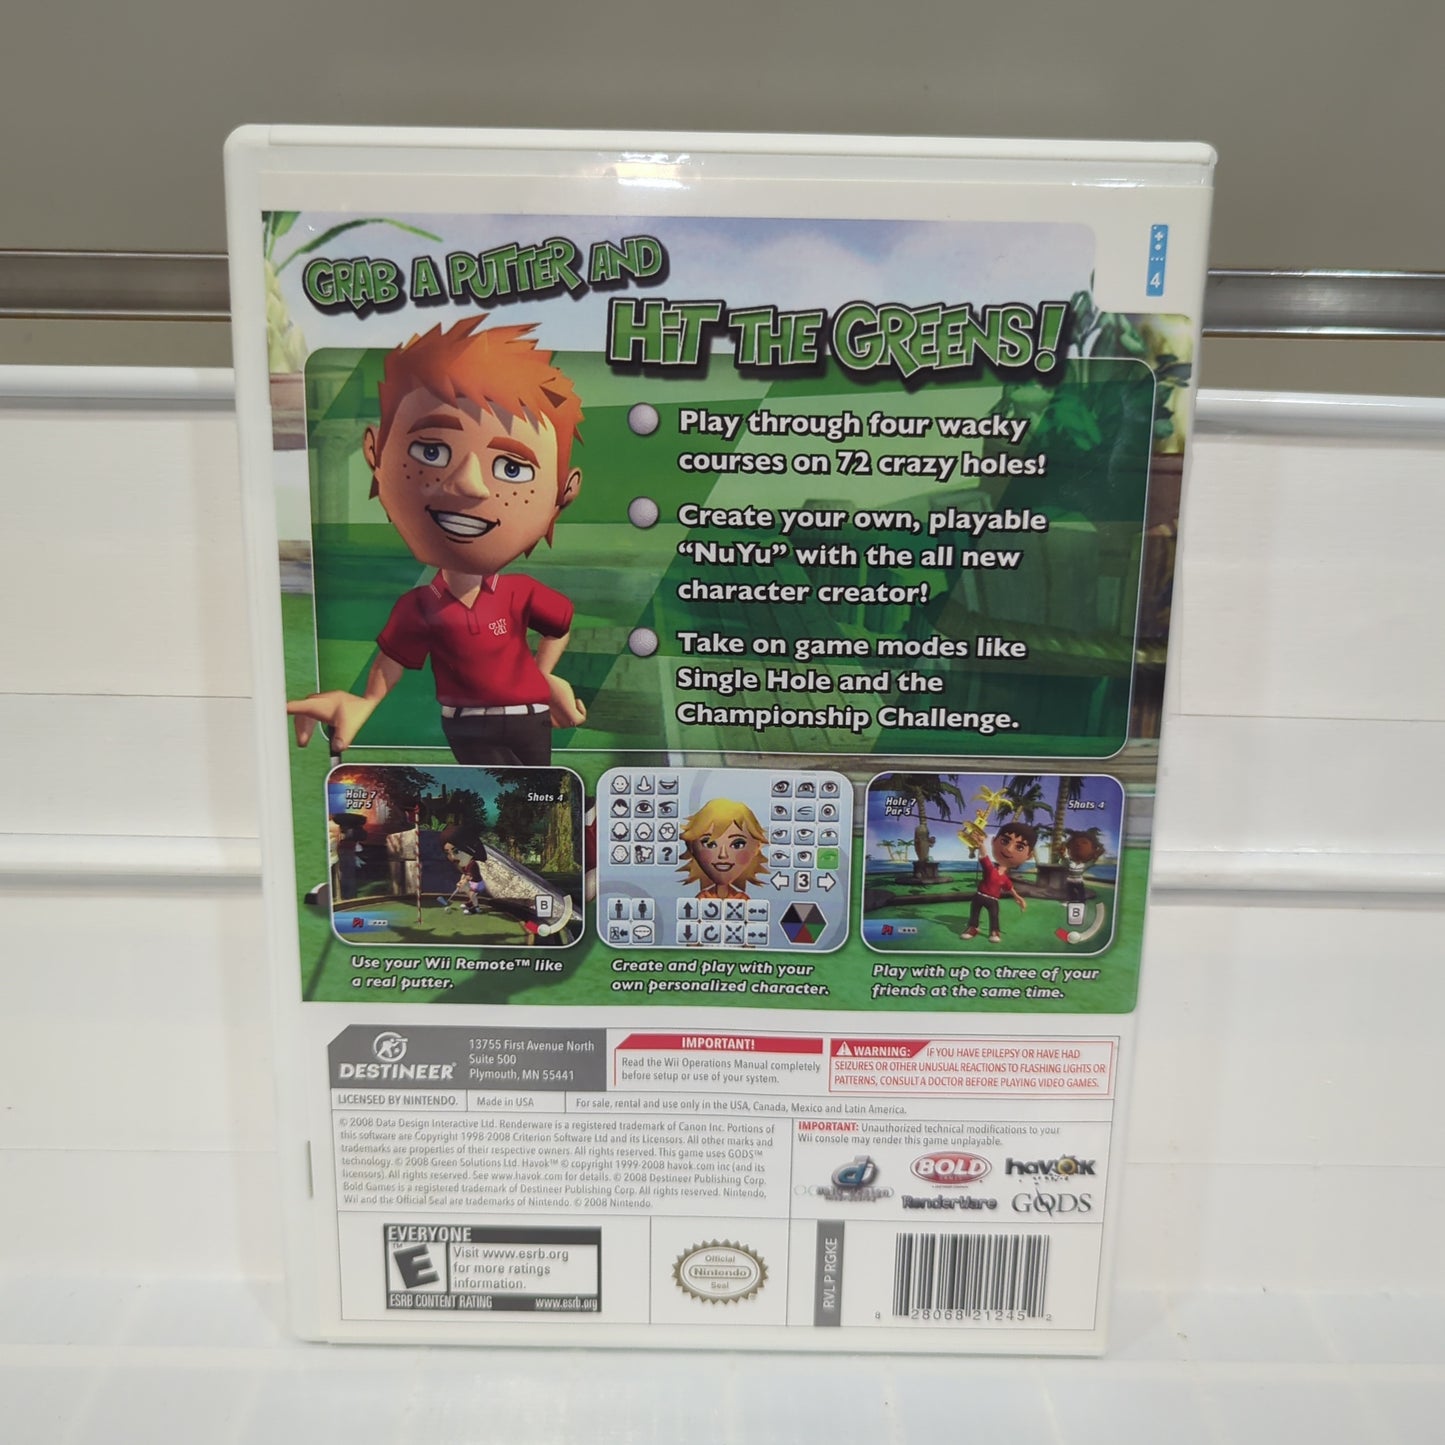 GRAB A PUTTER AND
HIT THE GREENS!
4
Play through four wacky
courses on 72 crazy holes!
Create your own, playable
“NuYu” with the all new
character creator!
Take on game modes like
Single Hole and the
Championship Challenge.
Hole 7
Par 5
Shots 4
P1
B
?
3
Hole 7
Par 5
Shots 4
P1
B
Use your Wii Remote™ like
a real putter.
Create and play with your
own personalized character.
Play with up to three of your
friends at the same time.
DESTINEER
13755 First Avenue North
Suite 500
Plymouth, MN 55441
IMPORTANT!
Read the Wii Operations Manual completely
before setup or use of your system.
WARNING: IF YOU HAVE EPILEPSY OR HAVE HAD
SEIZURES OR OTHER UNUSUAL REACTIONS TO FLASHING LIGHTS OR
PATTERNS, CONSULT A DOCTOR BEFORE PLAYING VIDEO GAMES.
LICENSED BY NINTENDO.
Made in USA
For sale, rental and use only in the USA, Canada, Mexico and Latin America.
© 2008 Data Design Interactive Ltd. Renderware is a registered trademark of Canon Inc. Portions of
this software are Copyright 1998-2008 Criterion Software Ltd and its Licensors. All other marks and
trademarks are properties of their respective owners. All rights reserved. This game uses GODS™
technology. © 2008 Green Solutions Ltd. Havok™ © copyright 1999-2008 havok.com inc (and its
licensors). All rights reserved. See www.havok.com for details. © 2008 Destineer Publishing Corp.
Bold Games is a registered trademark of Destineer Publishing Corp. All rights reserved. Nintendo,
Wii and the Official Seal are trademarks of Nintendo. © 2008 Nintendo.
IMPORTANT: Unauthorized technical modifications to your
Wii console may render this game unplayable.
BOLD
havok
RenderWare
GODS
EVERYONE
E
™
Visit www.esrb.org
for more ratings
information.
ESRB CONTENT RATING
www.esrb.org
Official
Nintendo
Seal
RVL P RGKE
8 28068 21245 2